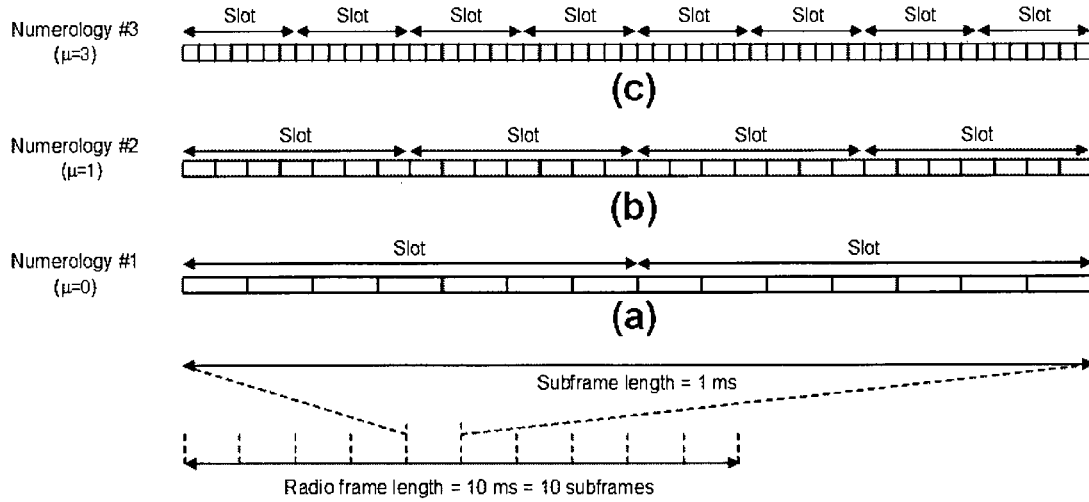 Slot Slot Slot Slot Slot Slot Slot Slot
Numerology #3
(μ=3)
(c)
Slot Slot Slot Slot
Numerology #2
(μ=1)
(b)
Slot Slot
Numerology #1
(μ=0)
(a)
Subframe length = 1 ms
Radio frame length = 10 ms = 10 subframes